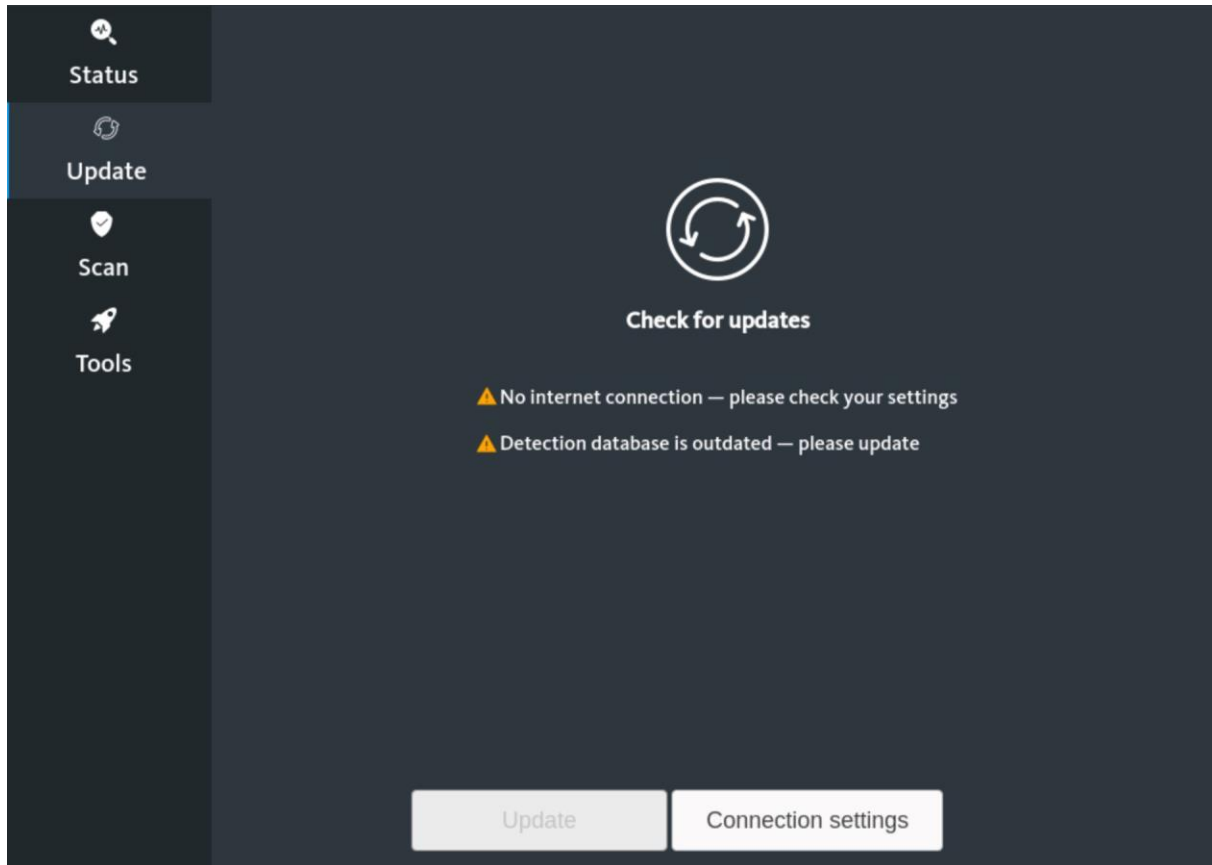 Status
Update
Scan
Tools
Check for updates
No internet connection — please check your settings
Detection database is outdated — please update
Update
Connection settings